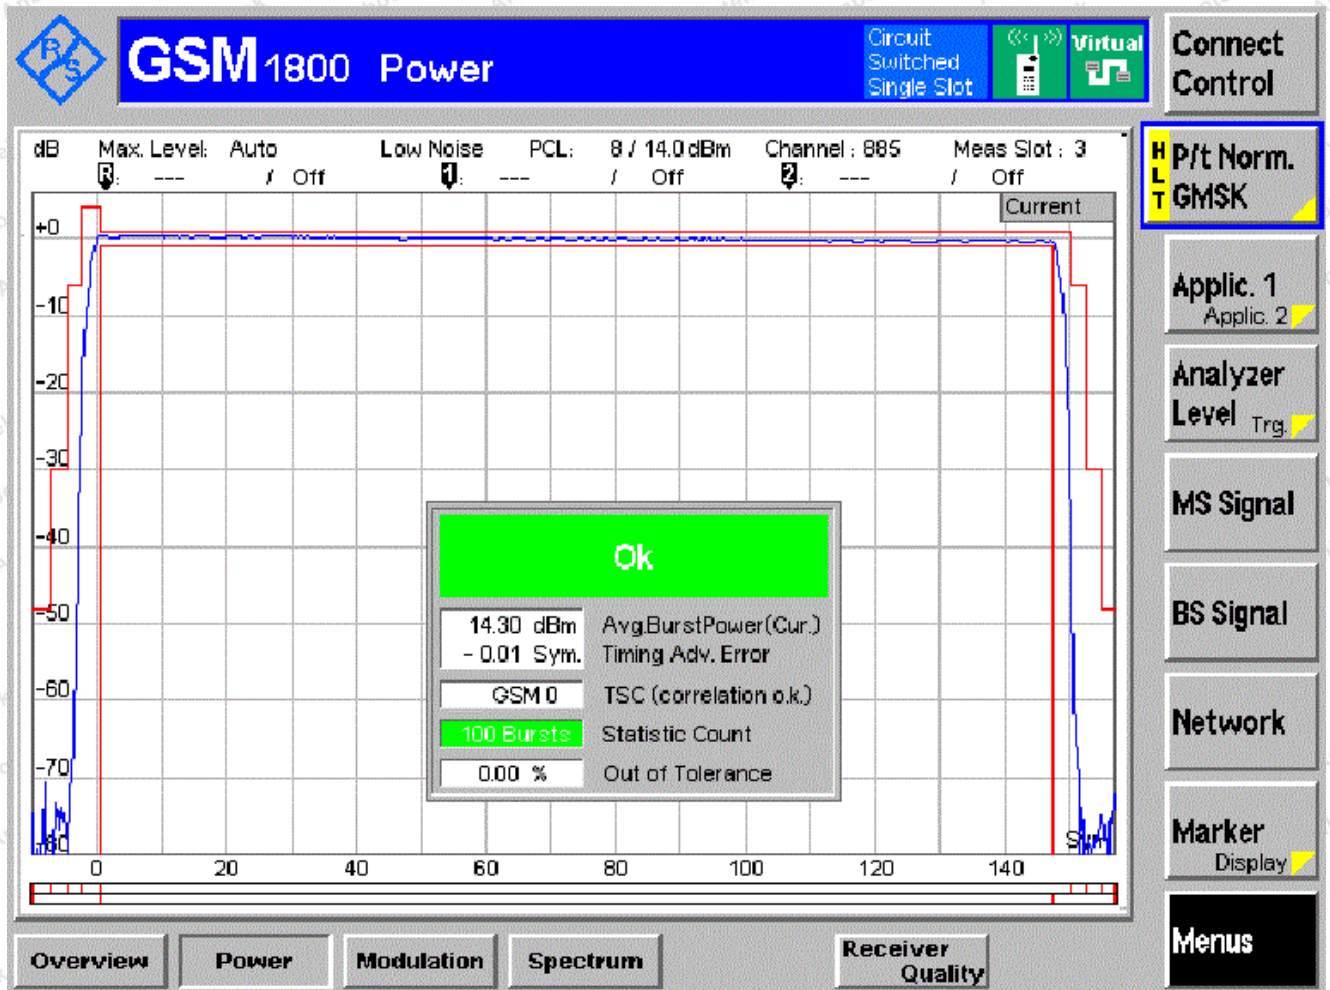 R S
GSM 1800 Power
Circuit Switched Single Slot
Virtual
Connect Control
dB Max. Level: Auto Low Noise PCL: 8 / 14.0 dBm Channel : 885 Meas Slot : 3
R: --- / Off 1: --- / Off 2: --- / Off
Current
+0
-10
-20
-30
-40
-50
-60
-70
-80
Ok
14.30 dBm Avg.BurstPower(Cur.)
- 0.01 Sym. Timing Adv. Error
GSM 0 TSC (correlation o.k.)
100 Bursts Statistic Count
0.00 % Out of Tolerance
0 20 40 60 80 100 120 140
HLT
P/t Norm. GMSK
Applic. 1
Applic. 2
Analyzer Level Trg.
MS Signal
BS Signal
Network
Marker
Display
Menus
Overview Power Modulation Spectrum Receiver Quality